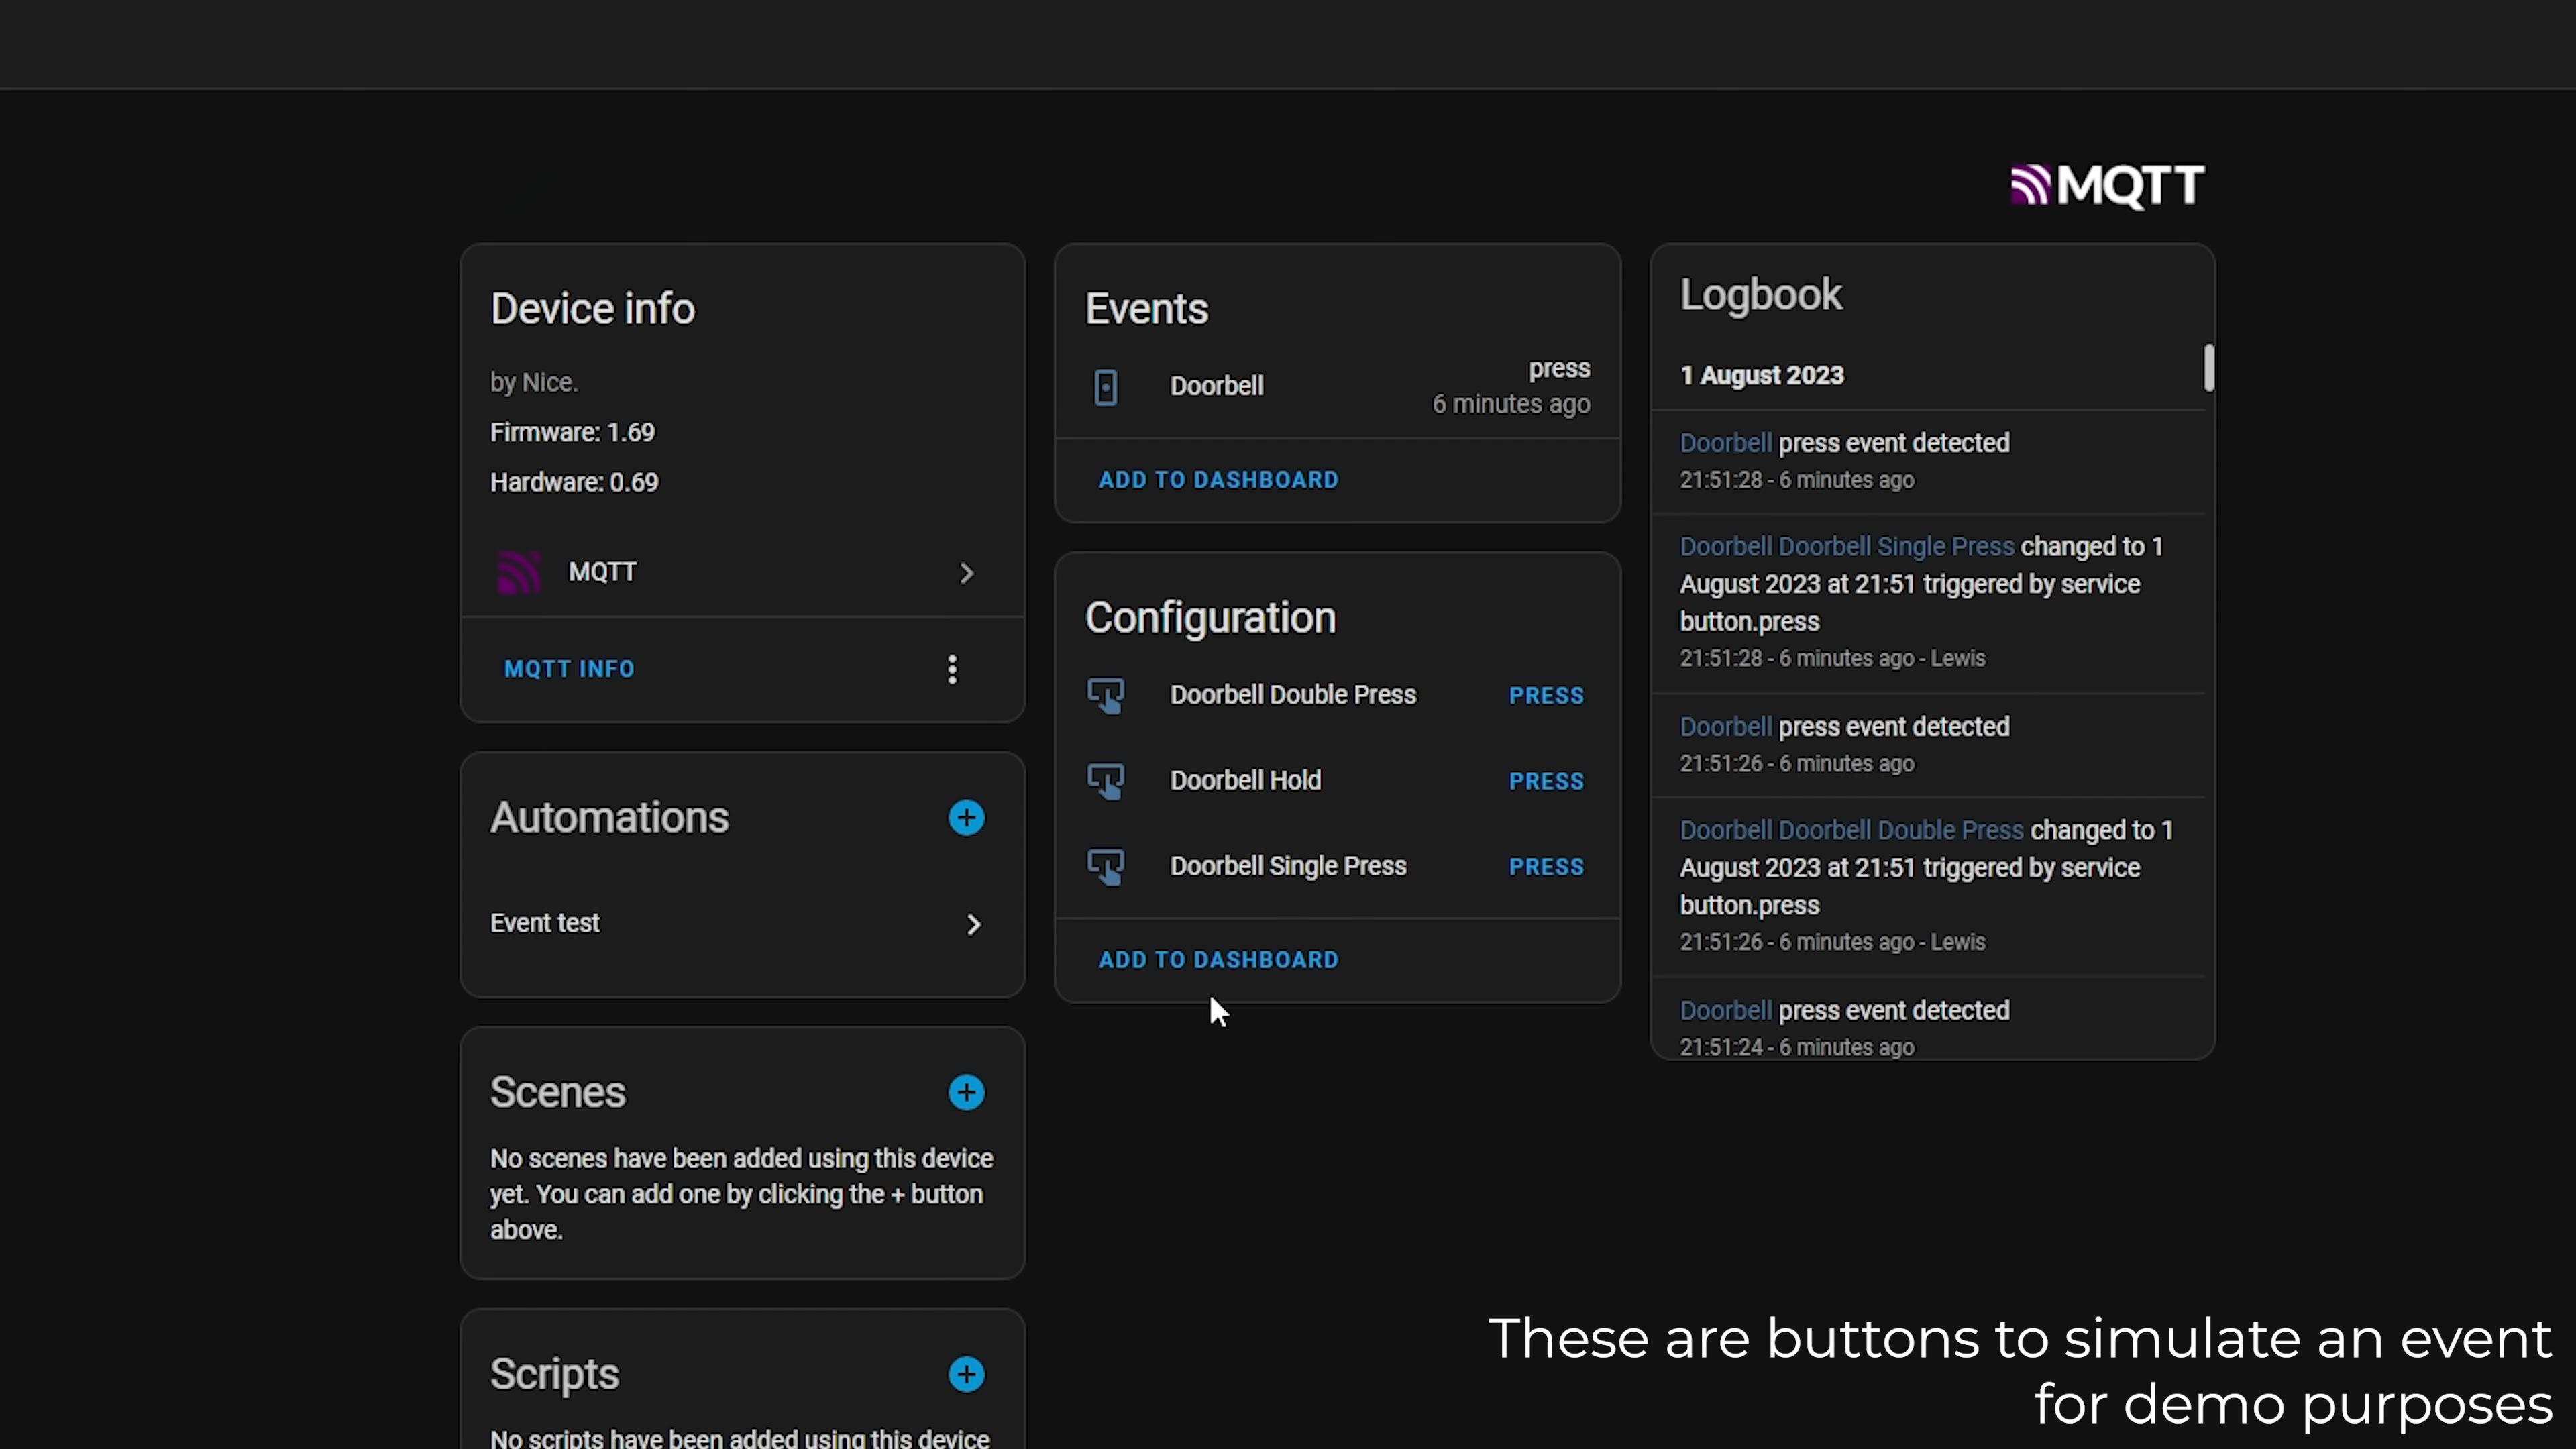 MQTT
Device info
by Nice.
Firmware: 1.69
Hardware: 0.69
MQTT
MQTT INFO
Automations
Event test
Scenes
No scenes have been added using this device
yet. You can add one by clicking the + button
above.
Scripts
No scripts have been added using this device
Events
Doorbell
press
6 minutes ago
ADD TO DASHBOARD
Configuration
Doorbell Double Press PRESS
Doorbell Hold PRESS
Doorbell Single Press PRESS
ADD TO DASHBOARD
Logbook
1 August 2023
Doorbell press event detected
21:51:28 - 6 minutes ago
Doorbell Doorbell Single Press changed to 1
August 2023 at 21:51 triggered by service
button.press
21:51:28 - 6 minutes ago - Lewis
Doorbell press event detected
21:51:26 - 6 minutes ago
Doorbell Doorbell Double Press changed to 1
August 2023 at 21:51 triggered by service
button.press
21:51:26 - 6 minutes ago - Lewis
Doorbell press event detected
21:51:24 - 6 minutes ago
These are buttons to simulate an event
for demo purposes